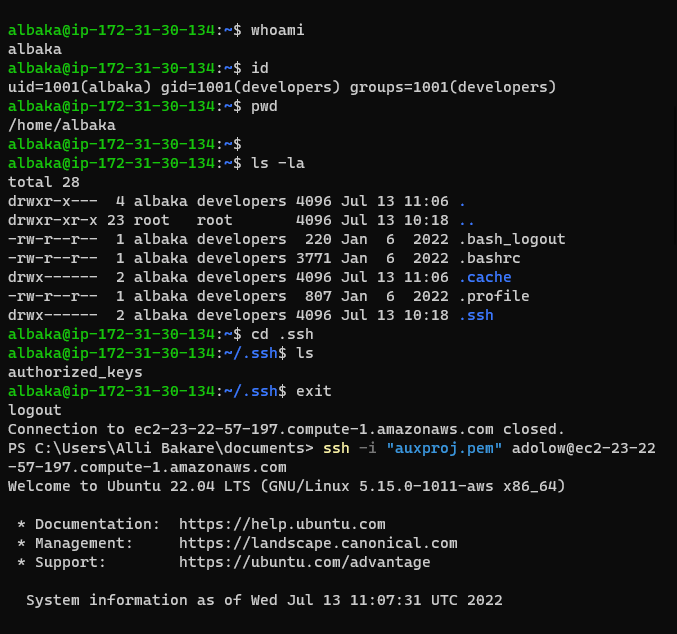 albaka@ip-172-31-30-134:~$ whoami
albaka
albaka@ip-172-31-30-134:~$ id
uid=1001(albaka) gid=1001(developers) groups=1001(developers)
albaka@ip-172-31-30-134:~$ pwd
/home/albaka
albaka@ip-172-31-30-134:~$
albaka@ip-172-31-30-134:~$ ls -la
total 28
drwxr-x---  4 albaka developers 4096 Jul 13 11:06 .
drwxr-xr-x 23 root   root       4096 Jul 13 10:18 ..
-rw-r--r--  1 albaka developers  220 Jan  6  2022 .bash_logout
-rw-r--r--  1 albaka developers 3771 Jan  6  2022 .bashrc
drwx------  2 albaka developers 4096 Jul 13 11:06 .cache
-rw-r--r--  1 albaka developers  807 Jan  6  2022 .profile
drwx------  2 albaka developers 4096 Jul 13 10:18 .ssh
albaka@ip-172-31-30-134:~$ cd .ssh
albaka@ip-172-31-30-134:~/.ssh$ ls
authorized_keys
albaka@ip-172-31-30-134:~/.ssh$ exit
logout
Connection to ec2-23-22-57-197.compute-1.amazonaws.com closed.
PS C:\Users\Alli Bakare\documents> ssh -i "auxproj.pem" adolow@ec2-23-22
-57-197.compute-1.amazonaws.com
Welcome to Ubuntu 22.04 LTS (GNU/Linux 5.15.0-1011-aws x86_64)
 * Documentation:  https://help.ubuntu.com
 * Management:     https://landscape.canonical.com
 * Support:        https://ubuntu.com/advantage
  System information as of Wed Jul 13 11:07:31 UTC 2022